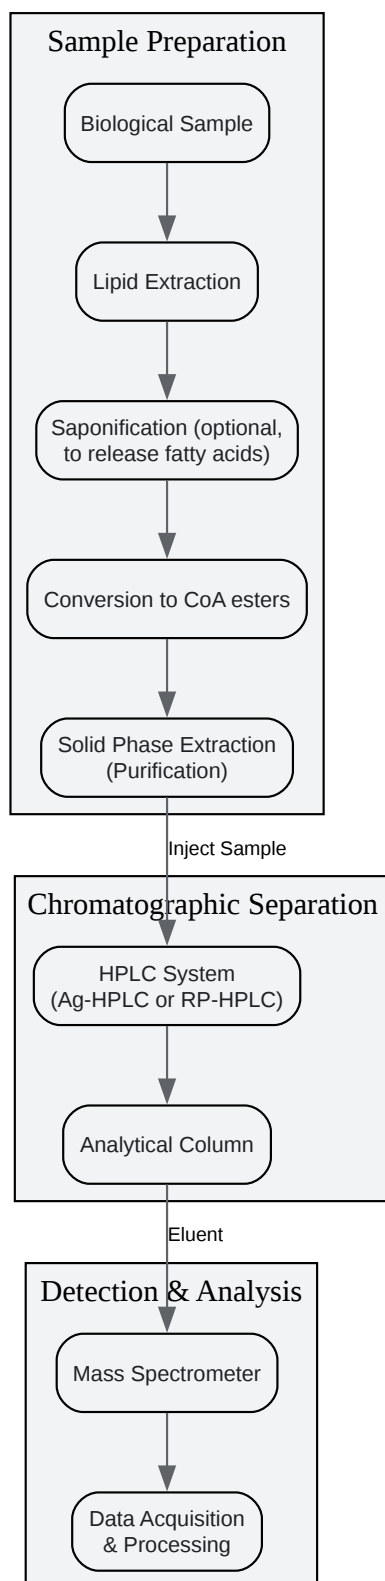 Sample Preparation
Biological Sample
Lipid Extraction
Saponification (optional,
to release fatty acids)
Conversion to CoA esters
Solid Phase Extraction
(Purification)
Inject Sample
Chromatographic Separation
HPLC System
(Ag-HPLC or RP-HPLC)
Analytical Column
Eluent
Detection & Analysis
Mass Spectrometer
Data Acquisition
& Processing